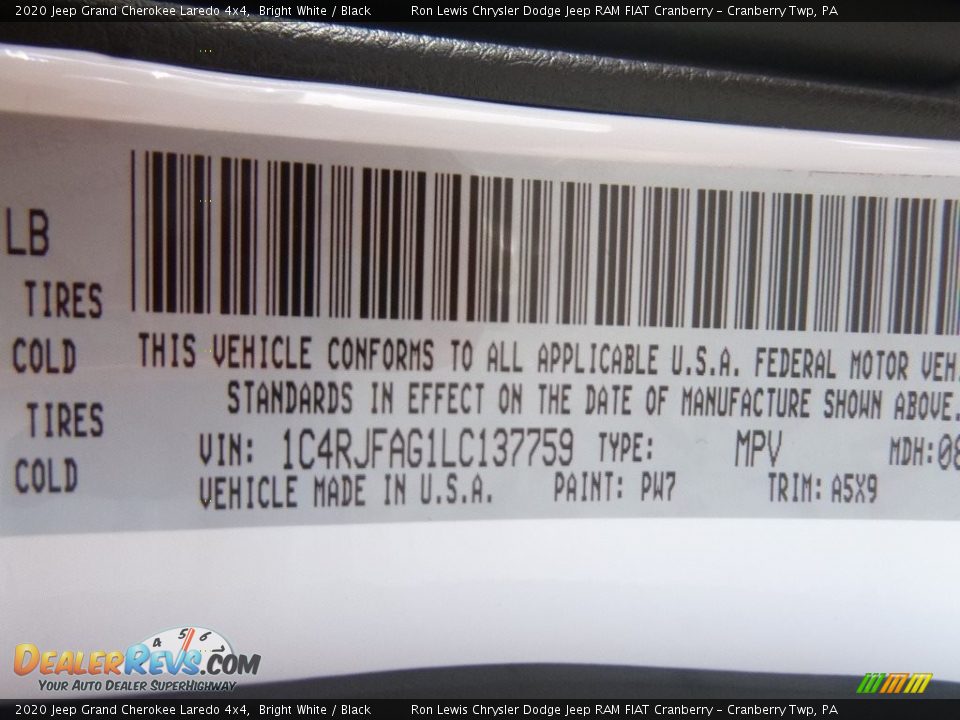 2020 Jeep Grand Cherokee Laredo 4x4, Bright White / Black Ron Lewis Chrysler Dodge Jeep RAM FIAT Cranberry – Cranberry Twp, PA
LB
TIRES
COLD
TIRES
COLD
THIS VEHICLE CONFORMS TO ALL APPLICABLE U.S.A. FEDERAL MOTOR VEH
STANDARDS IN EFFECT ON THE DATE OF MANUFACTURE SHOWN ABOVE.
VIN: 1C4RJFAG1LC137759 TYPE: MPV MDH:08
VEHICLE MADE IN U.S.A. PAINT: PW7 TRIM: A5X9
4 5 6 7
DealerRevs.com
Your Auto Dealer SuperHighway
2020 Jeep Grand Cherokee Laredo 4x4, Bright White / Black Ron Lewis Chrysler Dodge Jeep RAM FIAT Cranberry – Cranberry Twp, PA